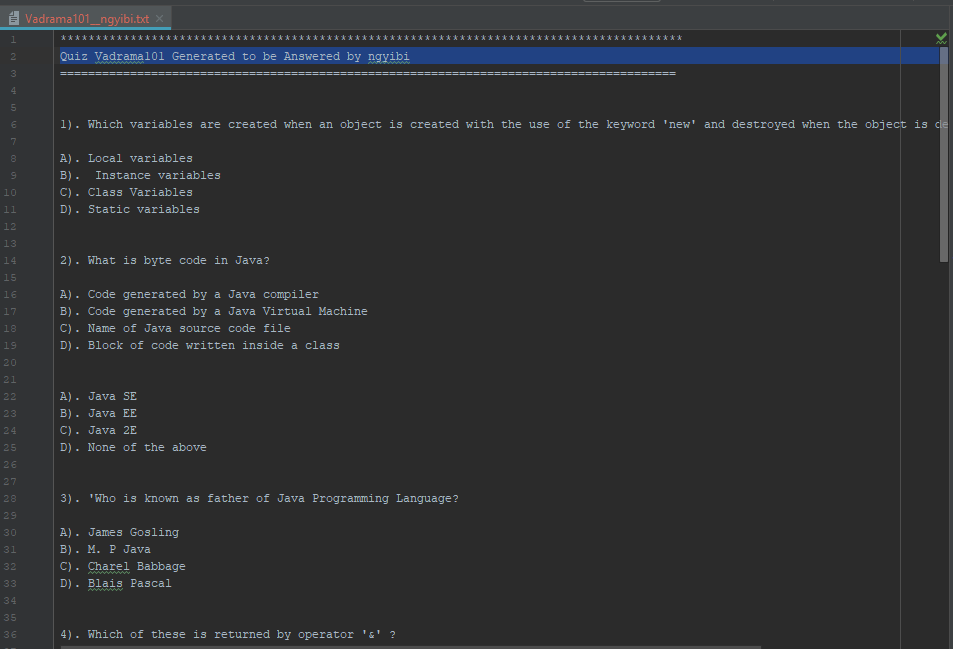 Vadrama101__ngyibi.txt
1 *****************************************************************************************
2 Quiz Vadrama101 Generated to be Answered by ngyibi
3 ========================================================================================
4
5
6 1). Which variables are created when an object is created with the use of the keyword 'new' and destroyed when the object is de
7
8 A). Local variables
9 B).  Instance variables
10 C). Class Variables
11 D). Static variables
12
13
14 2). What is byte code in Java?
15
16 A). Code generated by a Java compiler
17 B). Code generated by a Java Virtual Machine
18 C). Name of Java source code file
19 D). Block of code written inside a class
20
21
22 A). Java SE
23 B). Java EE
24 C). Java 2E
25 D). None of the above
26
27
28 3). 'Who is known as father of Java Programming Language?
29
30 A). James Gosling
31 B). M. P Java
32 C). Charel Babbage
33 D). Blais Pascal
34
35
36 4). Which of these is returned by operator '&' ?